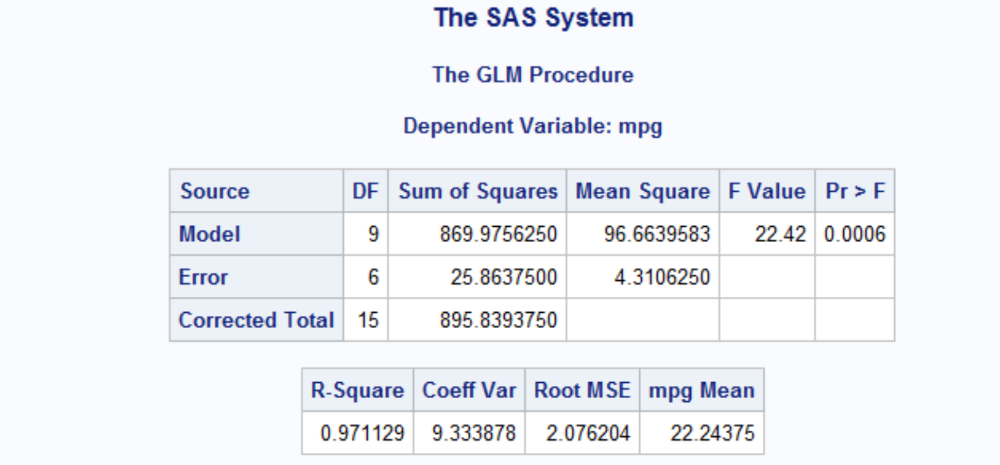 The SAS System
The GLM Procedure
Dependent Variable: mpg
Source DF Sum of Squares Mean Square F Value Pr > F
Model 9 869.9756250 96.6639583 22.42 0.0006
Error 6 25.8637500 4.3106250
Corrected Total 15 895.8393750
R-Square Coeff Var Root MSE mpg Mean
0.971129 9.333878 2.076204 22.24375